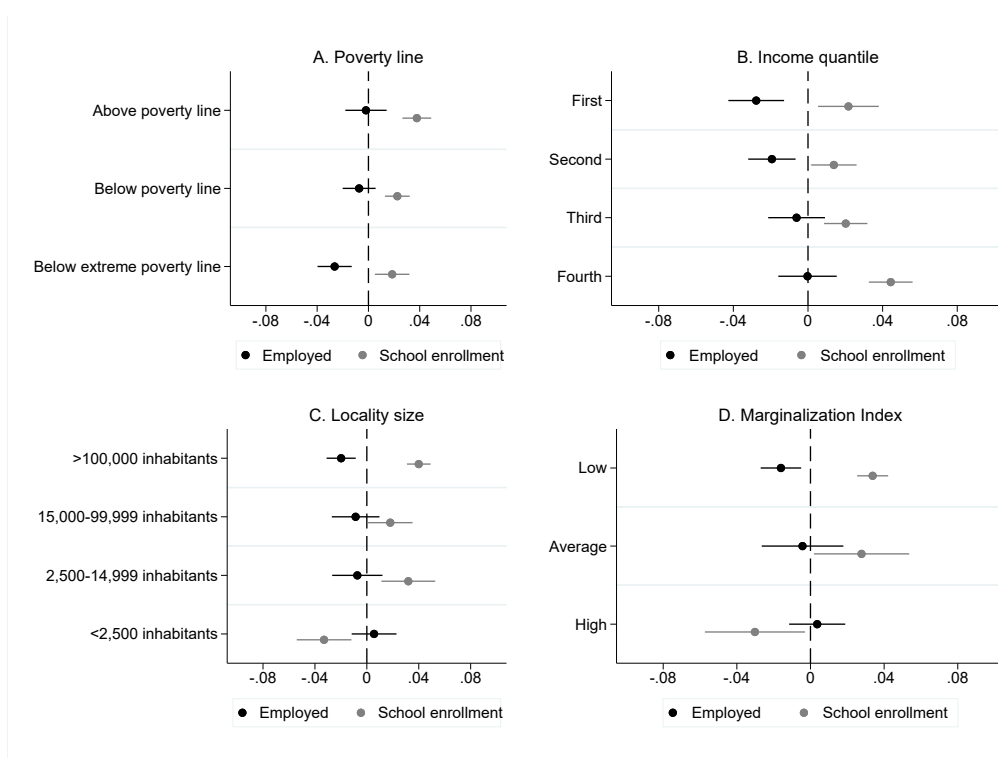 A. Poverty line
Above poverty line
Below poverty line
Below extreme poverty line
-.08 -.04 0 .04 .08
Employed School enrollment
B. Income quantile
First
Second
Third
Fourth
-.08 -.04 0 .04 .08
Employed School enrollment
C. Locality size
>100,000 inhabitants
15,000-99,999 inhabitants
2,500-14,999 inhabitants
<2,500 inhabitants
-.08 -.04 0 .04 .08
Employed School enrollment
D. Marginalization Index
Low
Average
High
-.08 -.04 0 .04 .08
Employed School enrollment